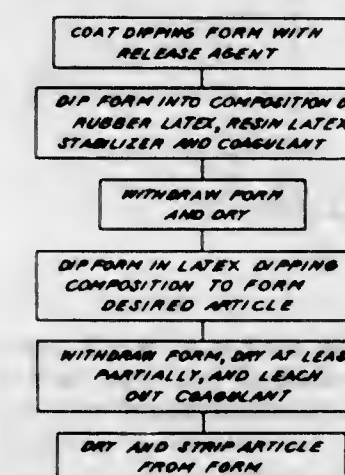 COAT DIPPING FORM WITH
RELEASE AGENT
DIP FORM INTO COMPOSITION
RUBBER LATEX, RESIN LATEX
STABILIZER AND COAGULANT
WITHDRAW FORM
AND DRY
DIP FORM IN LATEX DIPPING
COMPOSITION TO FORM
DESIRED ARTICLE
WITHDRAW FORM, DRY AT
PARTIALLY, AND LEACH
OUT COAGULANT
DRY AND STRIP ARTICLE
FROM FORM